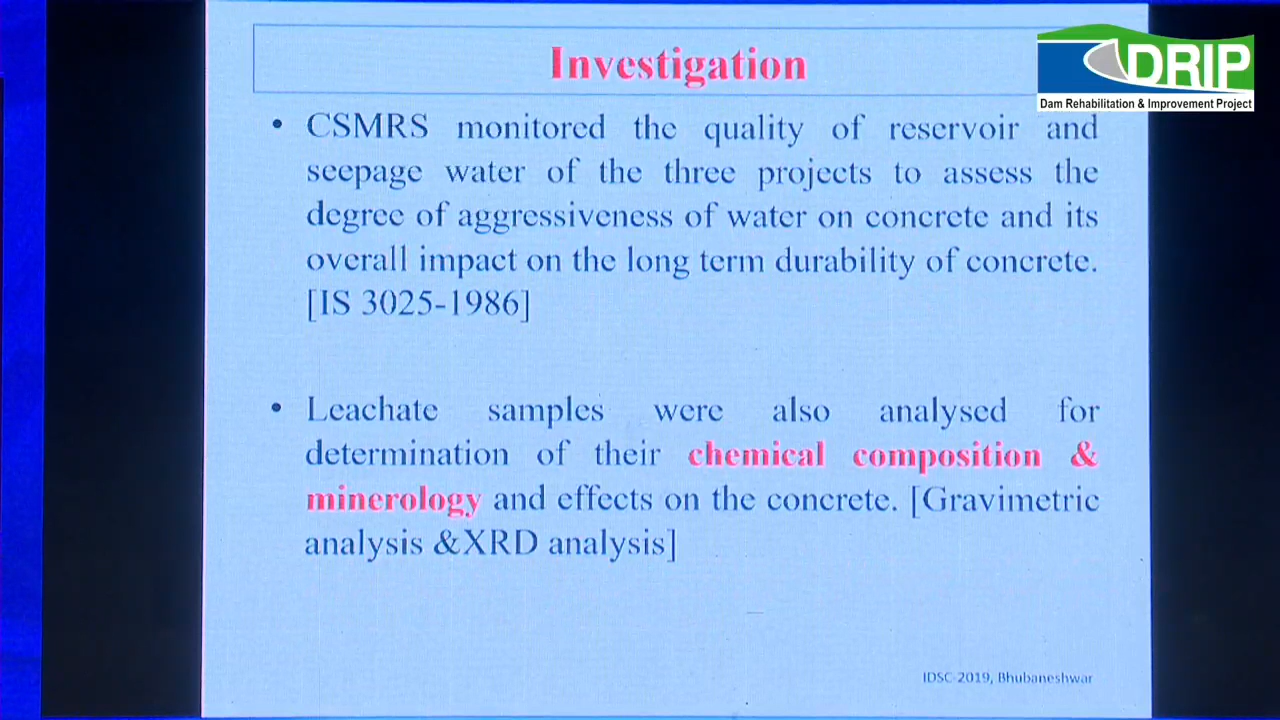 Investigation
DRIP
Dam Rehabilitation & Improvement Project
• CSMRS monitored the quality of reservoir and
seepage water of the three projects to assess the
degree of aggressiveness of water on concrete and its
overall impact on the long term durability of concrete.
[IS 3025-1986]
• Leachate samples were also analysed for
determination of their chemical composition &
minerology and effects on the concrete. [Gravimetric
analysis &XRD analysis]
IDSC-2019, Bhubaneshwar